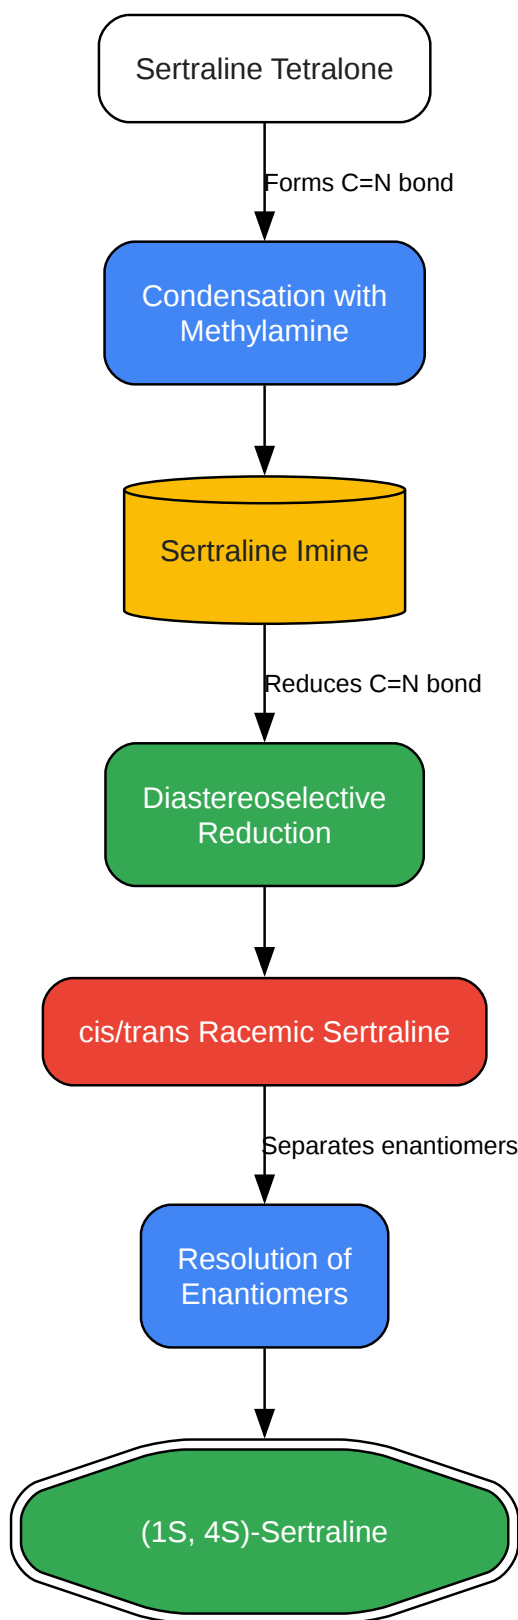 Sertraline Tetralone
Forms C=N bond
Condensation with
Methylamine
Sertraline Imine
Reduces C=N bond
Diastereoselective
Reduction
cis/trans Racemic Sertraline
Separates enantiomers
Resolution of
Enantiomers
(1S, 4S)-Sertraline